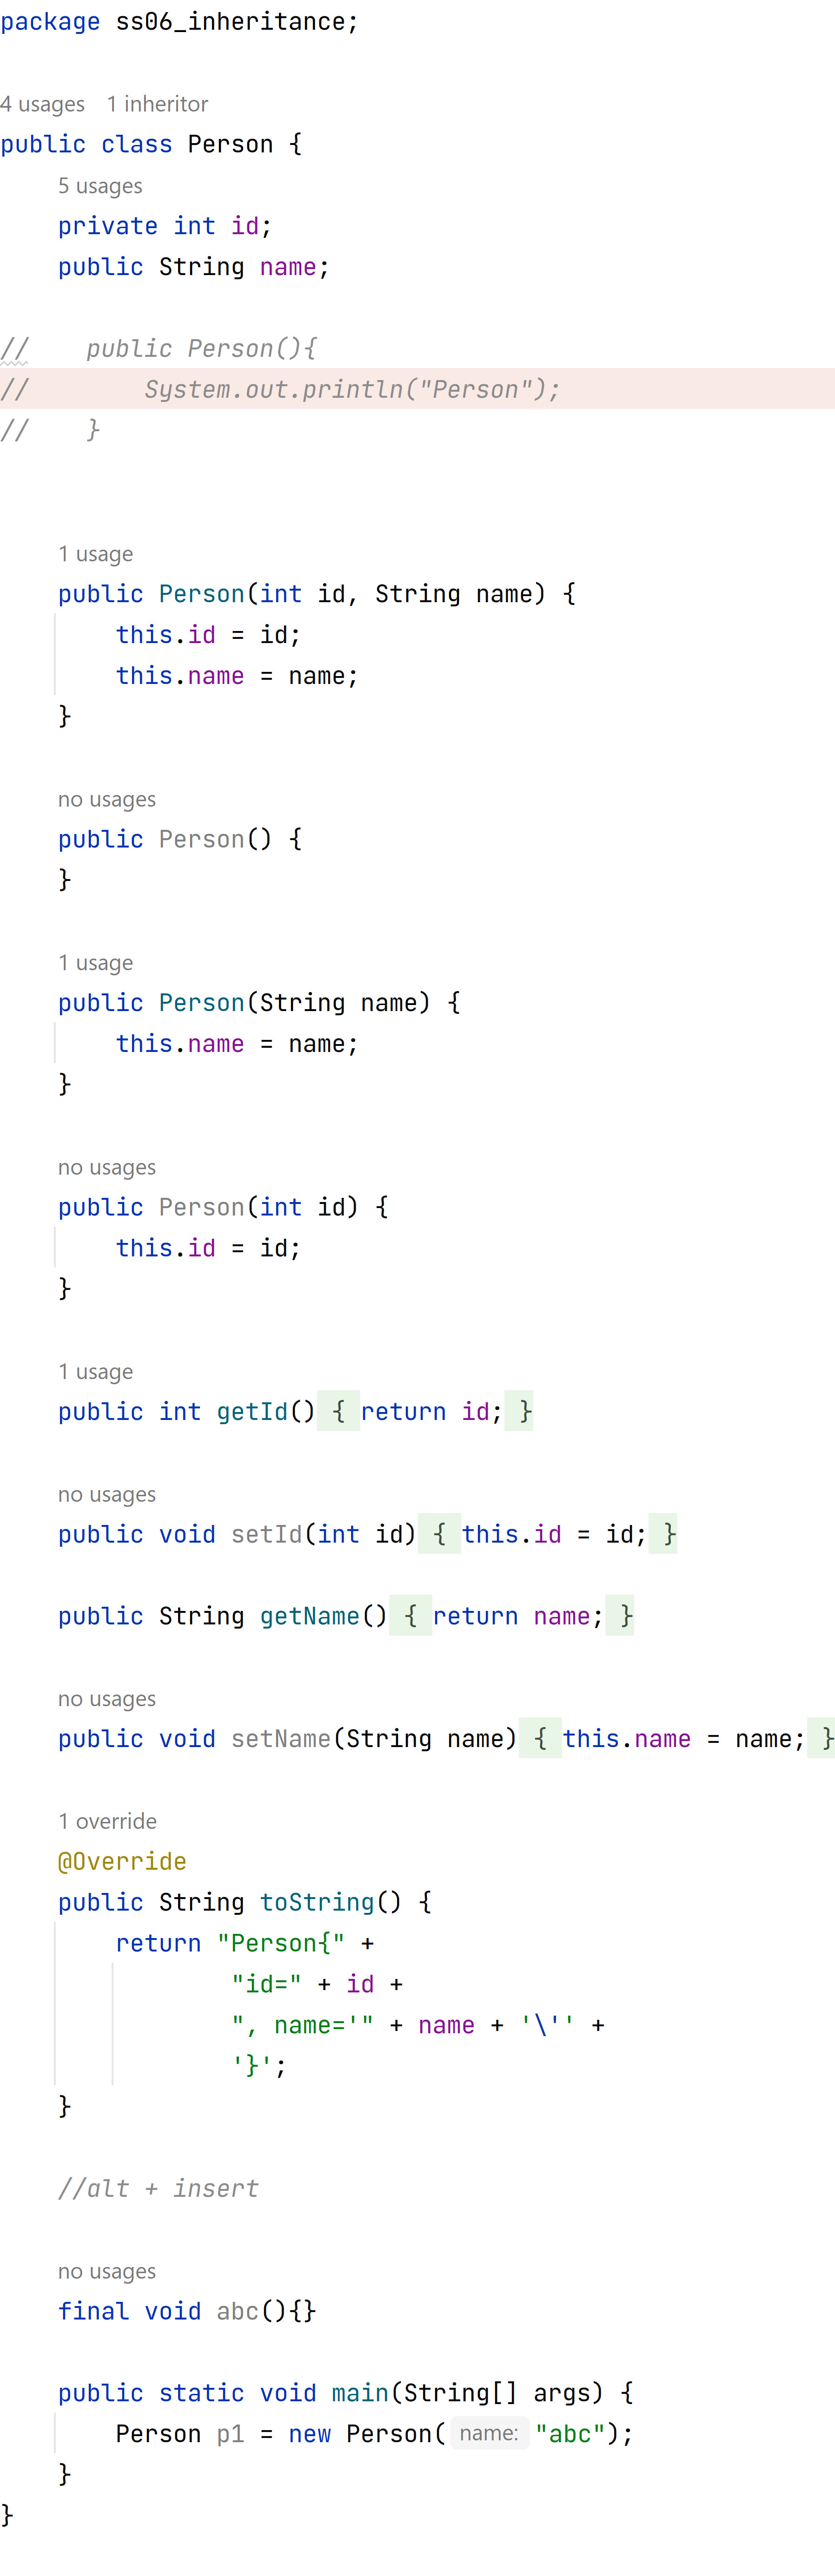 package ss06_inheritance;
4 usages 1 inheritor
public class Person {
5 usages
private int id;
public String name;
// public Person(){
// System.out.println("Person");
// }
1 usage
public Person(int id, String name) {
this.id = id;
this.name = name;
}
no usages
public Person() {
}
1 usage
public Person(String name) {
this.name = name;
}
no usages
public Person(int id) {
this.id = id;
}
1 usage
public int getId() { return id; }
no usages
public void setId(int id) { this.id = id; }
public String getName() { return name; }
no usages
public void setName(String name) { this.name = name; }
1 override
@Override
public String toString() {
return "Person{" +
"id=" + id +
", name='" + name + '\'' +
'}';
}
//alt + insert
no usages
final void abc(){}
public static void main(String[] args) {
Person p1 = new Person( name: "abc");
}
}